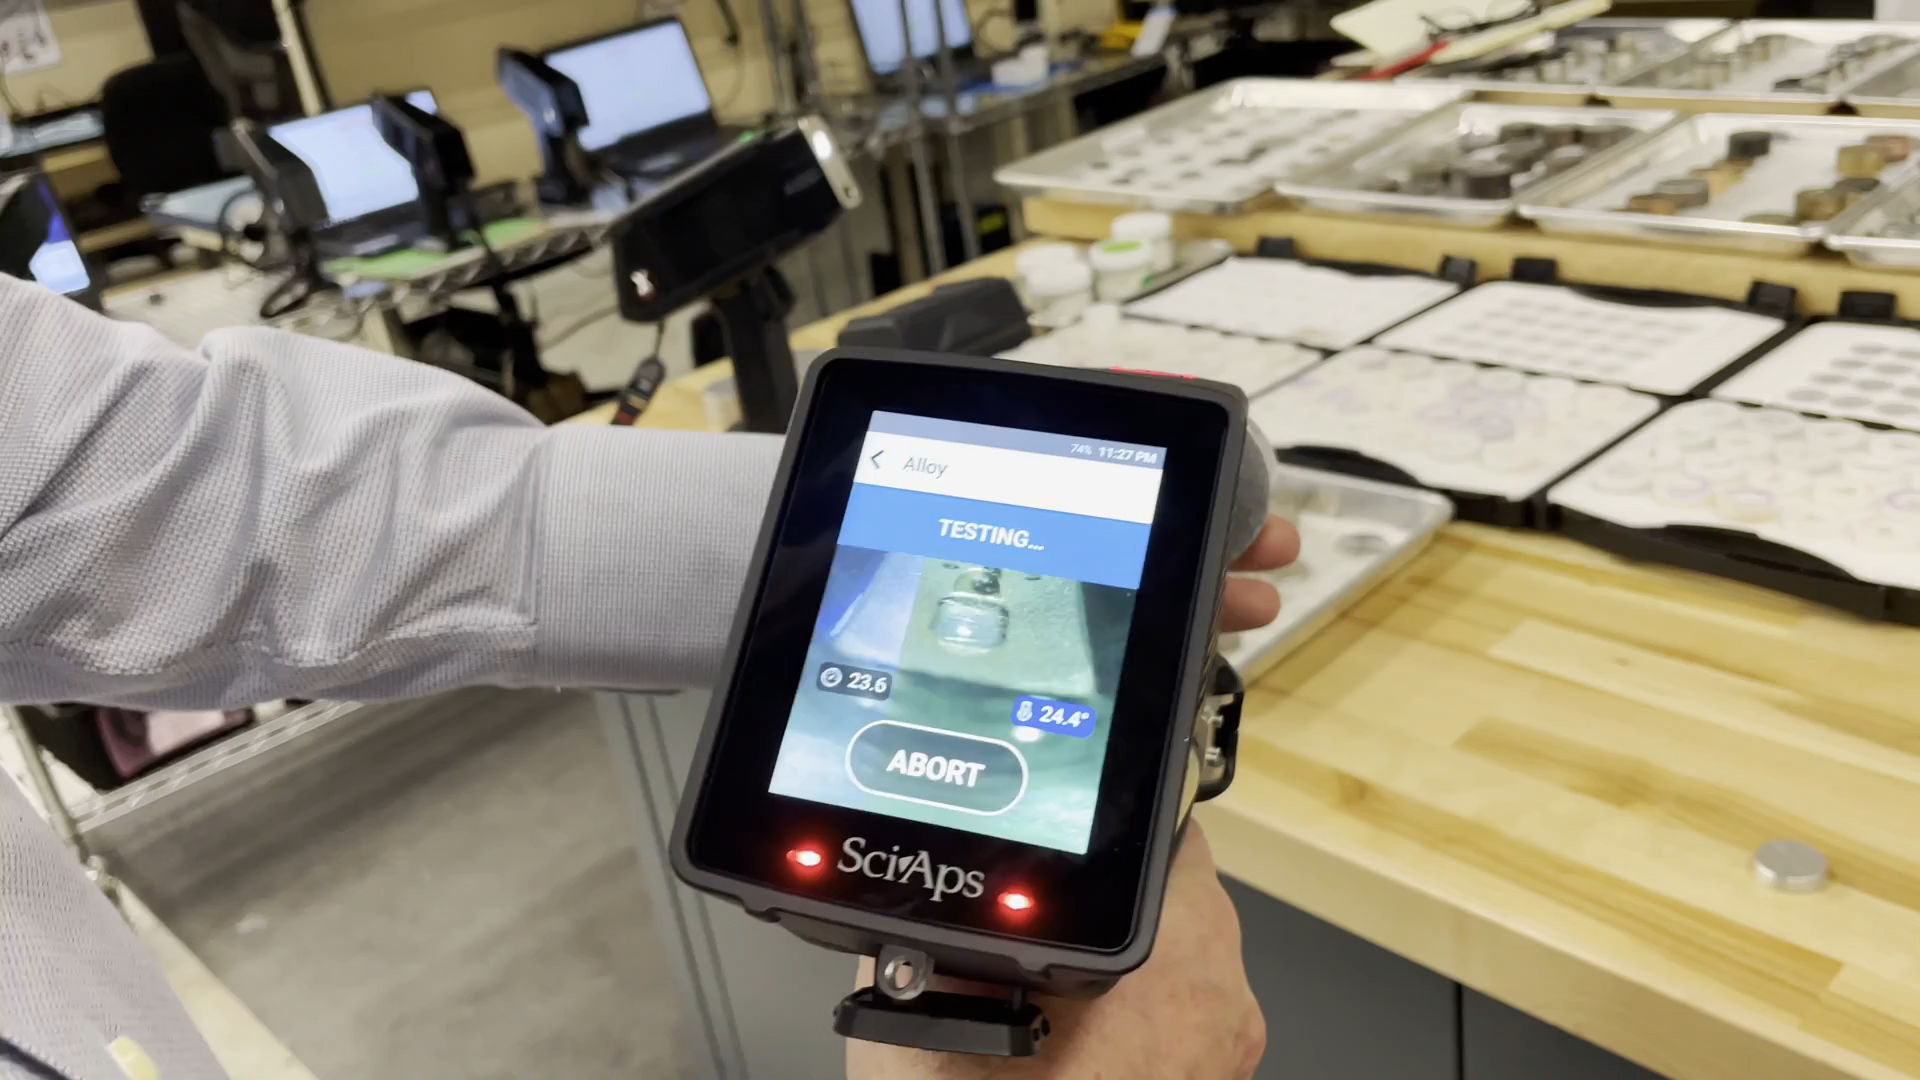 74% 11:27 PM
Alloy
TESTING...
23.6
24.4°
ABORT
SciAps